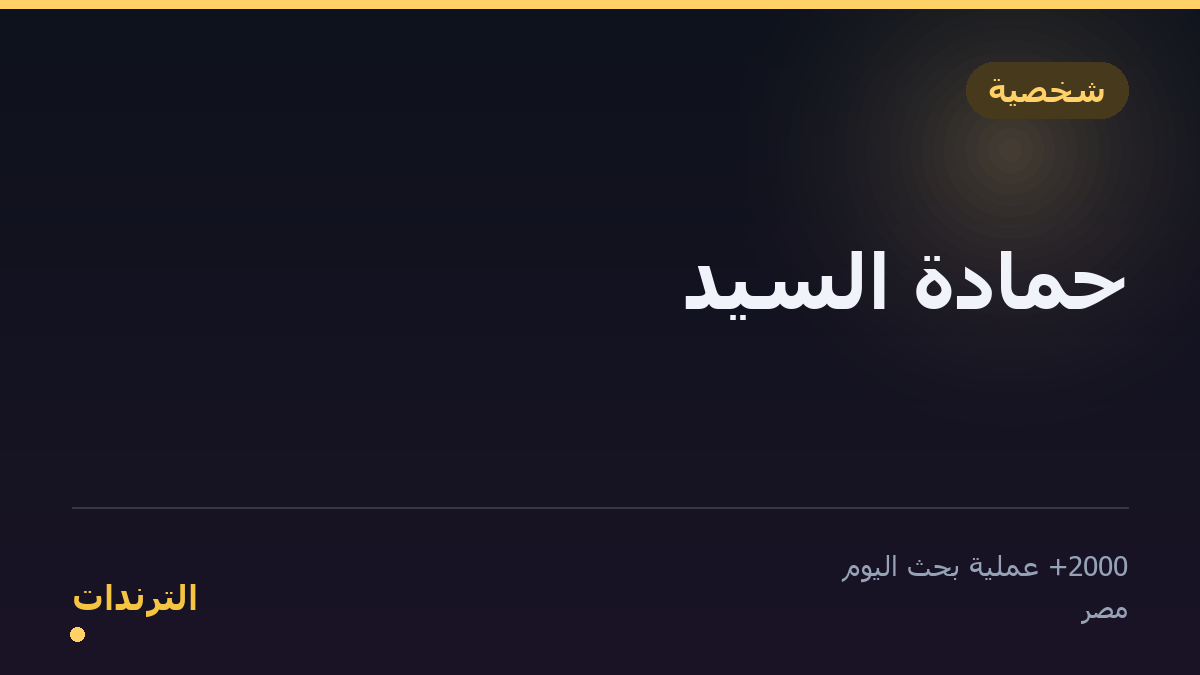 شخصية
حمادة السيد
2000+ عملية بحث اليوم
مصر
الترندات